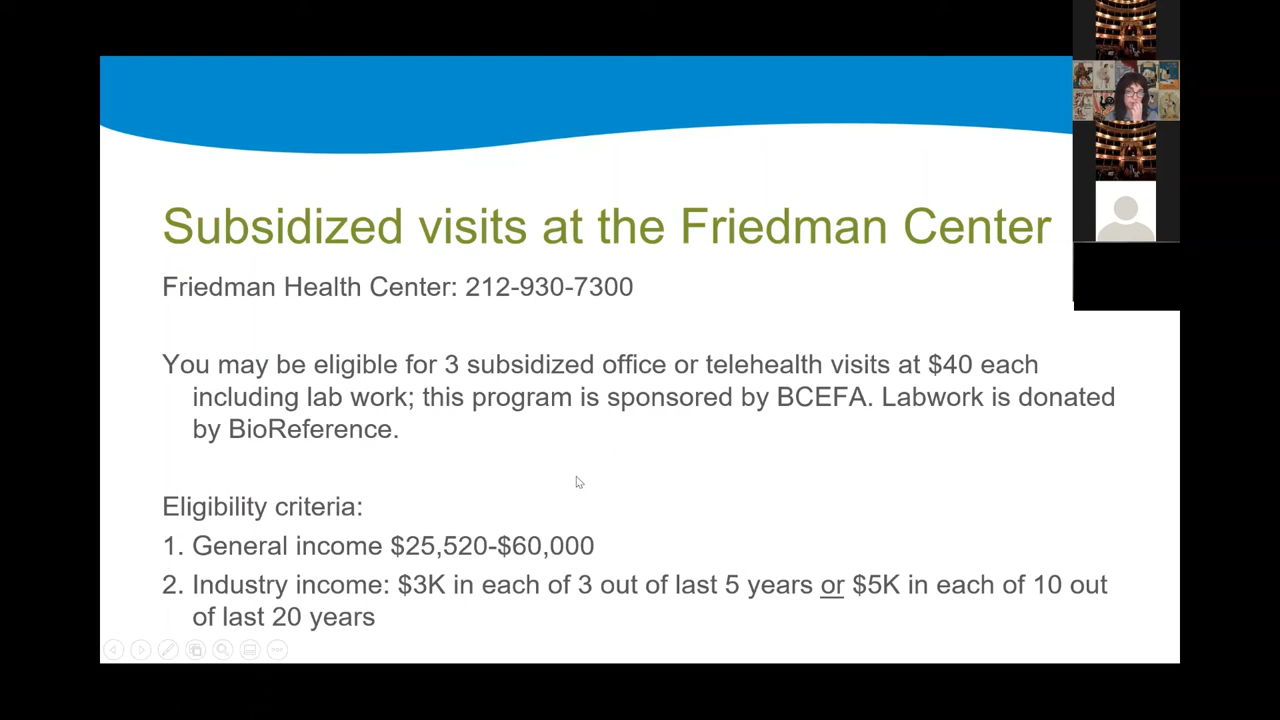 Subsidized visits at the Friedman Center
Friedman Health Center: 212-930-7300
You may be eligible for 3 subsidized office or telehealth visits at $40 each
including lab work; this program is sponsored by BCEFA. Labwork is donated
by BioReference.
Eligibility criteria:
1. General income $25,520-$60,000
2. Industry income: $3K in each of 3 out of last 5 years or $5K in each of 10 out
of last 20 years